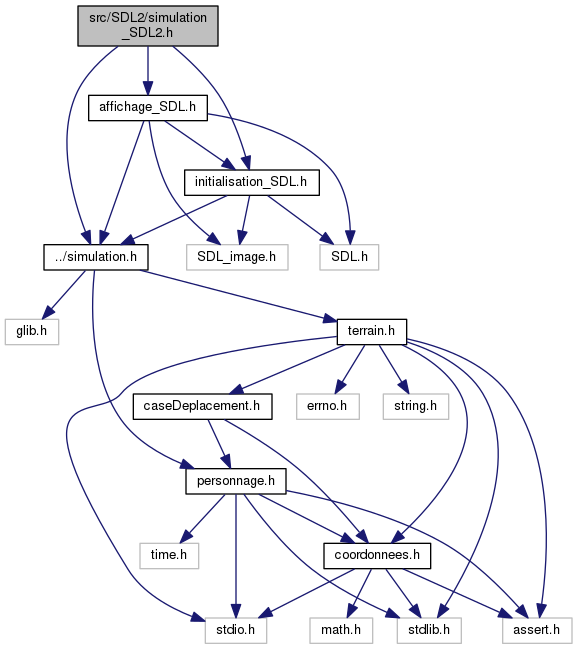 src/SDL2/simulation
_SDL2.h
affichage_SDL.h
initialisation_SDL.h
../simulation.h
SDL_image.h
SDL.h
glib.h
terrain.h
caseDeplacement.h
errno.h
string.h
personnage.h
time.h
coordonnees.h
stdio.h
math.h
stdlib.h
assert.h